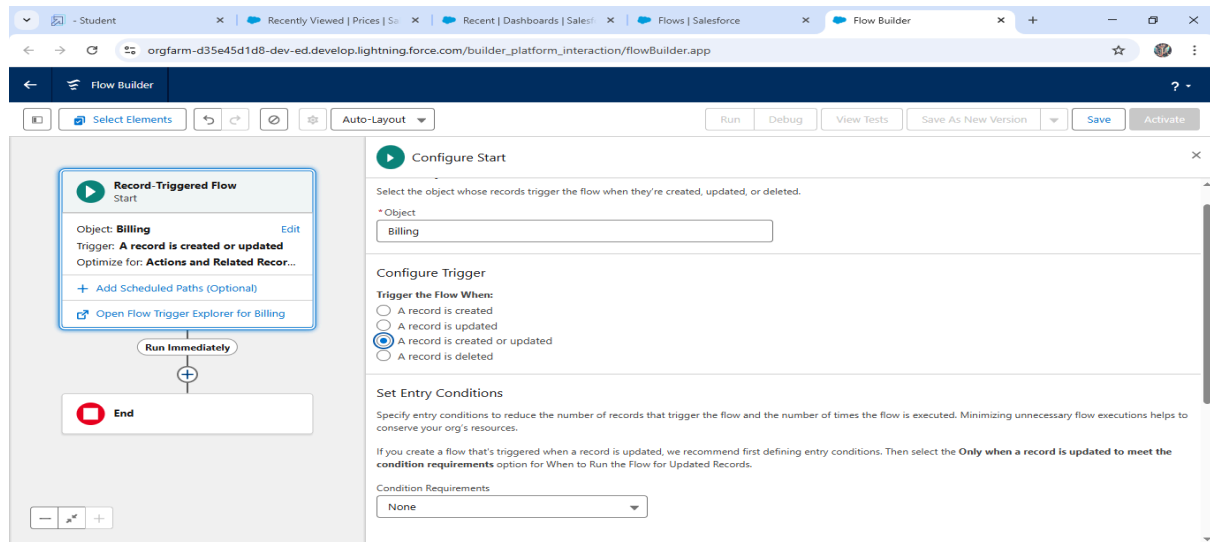 - Student
Recently Viewed | Prices | Sa
Recent | Dashboards | Salesf
Flows | Salesforce
Flow Builder
orgfarm-d35e45d1d8-dev-ed.develop.lightning.force.com/builder_platform_interaction/flowBuilder.app
Flow Builder
?
Select Elements
Auto-Layout
Run
Debug
View Tests
Save As New Version
Save
Activate
Record-Triggered Flow
Start
Object: Billing
Edit
Trigger: A record is created or updated
Optimize for: Actions and Related Recor...
+ Add Scheduled Paths (Optional)
Open Flow Trigger Explorer for Billing
Run Immediately
End
Configure Start
Select the object whose records trigger the flow when they're created, updated, or deleted.
*Object
Billing
Configure Trigger
Trigger the Flow When:
A record is created
A record is updated
A record is created or updated
A record is deleted
Set Entry Conditions
Specify entry conditions to reduce the number of records that trigger the flow and the number of times the flow is executed. Minimizing unnecessary flow executions helps to
conserve your org's resources.
If you create a flow that's triggered when a record is updated, we recommend first defining entry conditions. Then select the Only when a record is updated to meet the
condition requirements option for When to Run the Flow for Updated Records.
Condition Requirements
None